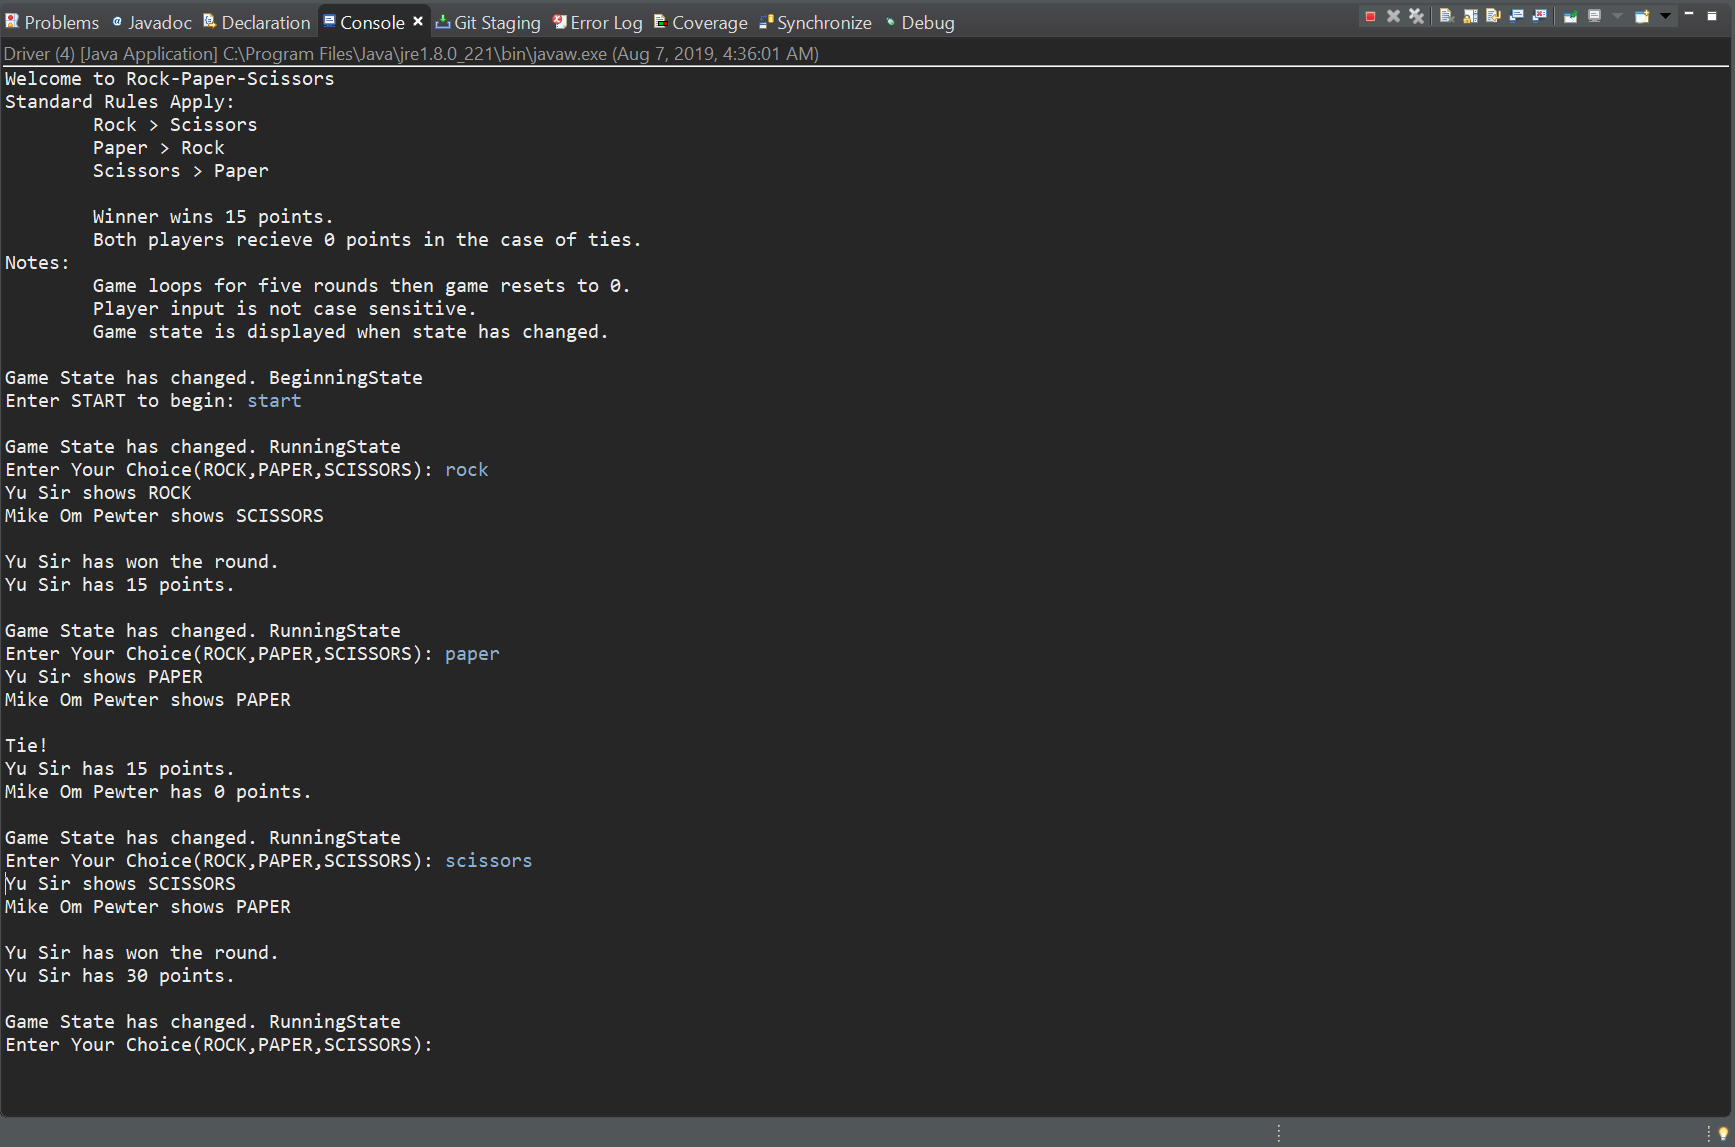 Problems Javadoc Declaration Console Git Staging Error Log Coverage Synchronize Debug
Driver (4) [Java Application] C:\Program Files\Java\jre1.8.0_221\bin\javaw.exe (Aug 7, 2019, 4:36:01 AM)
Welcome to Rock-Paper-Scissors
Standard Rules Apply:
Rock > Scissors
Paper > Rock
Scissors > Paper
Winner wins 15 points.
Both players recieve 0 points in the case of ties.
Notes:
Game loops for five rounds then game resets to 0.
Player input is not case sensitive.
Game state is displayed when state has changed.
Game State has changed. BeginningState
Enter START to begin: start
Game State has changed. RunningState
Enter Your Choice(ROCK,PAPER,SCISSORS): rock
Yu Sir shows ROCK
Mike Om Pewter shows SCISSORS
Yu Sir has won the round.
Yu Sir has 15 points.
Game State has changed. RunningState
Enter Your Choice(ROCK,PAPER,SCISSORS): paper
Yu Sir shows PAPER
Mike Om Pewter shows PAPER
Tie!
Yu Sir has 15 points.
Mike Om Pewter has 0 points.
Game State has changed. RunningState
Enter Your Choice(ROCK,PAPER,SCISSORS): scissors
Yu Sir shows SCISSORS
Mike Om Pewter shows PAPER
Yu Sir has won the round.
Yu Sir has 30 points.
Game State has changed. RunningState
Enter Your Choice(ROCK,PAPER,SCISSORS):